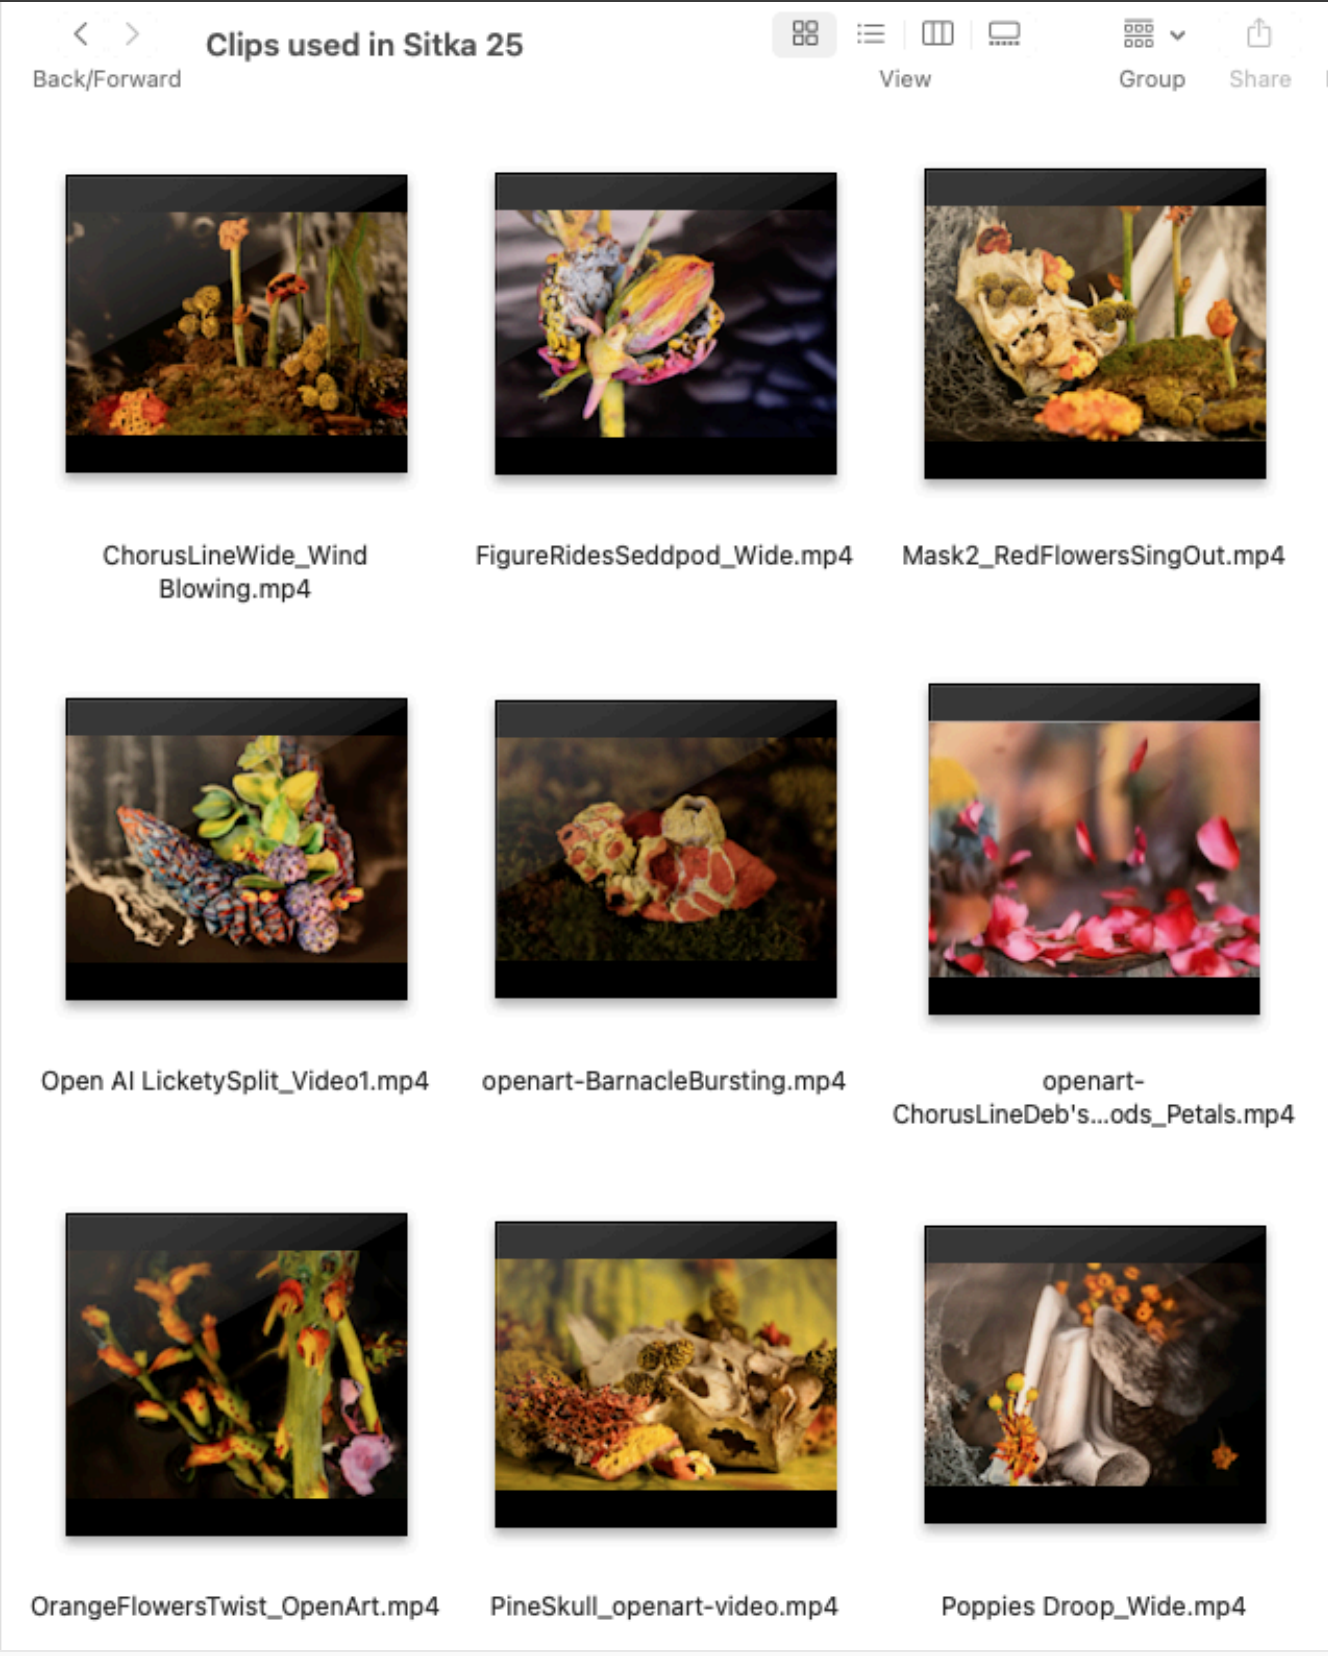 Clips used in Sitka 25
Back/Forward
View
Group
Share
ChorusLineWide_Wind
Blowing.mp4
FigureRidesSeddpod_Wide.mp4
Mask2_RedFlowersSingOut.mp4
Open AI LicketySplit_Video1.mp4
openart-BarnacleBursting.mp4
openart-
ChorusLineDeb's...ods_Petals.mp4
OrangeFlowersTwist_OpenArt.mp4
PineSkull_openart-video.mp4
Poppies Droop_Wide.mp4